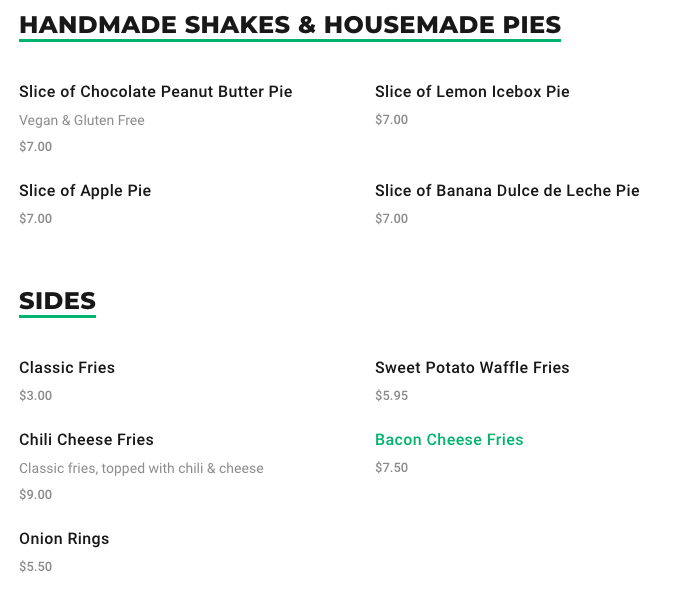 HANDMADE SHAKES & HOUSEMADE PIES
Slice of Chocolate Peanut Butter Pie
Vegan & Gluten Free
$7.00
Slice of Lemon Icebox Pie
$7.00
Slice of Apple Pie
$7.00
Slice of Banana Dulce de Leche Pie
$7.00
SIDES
Classic Fries
$3.00
Sweet Potato Waffle Fries
$5.95
Chili Cheese Fries
Classic fries, topped with chili & cheese
$9.00
Bacon Cheese Fries
$7.50
Onion Rings
$5.50